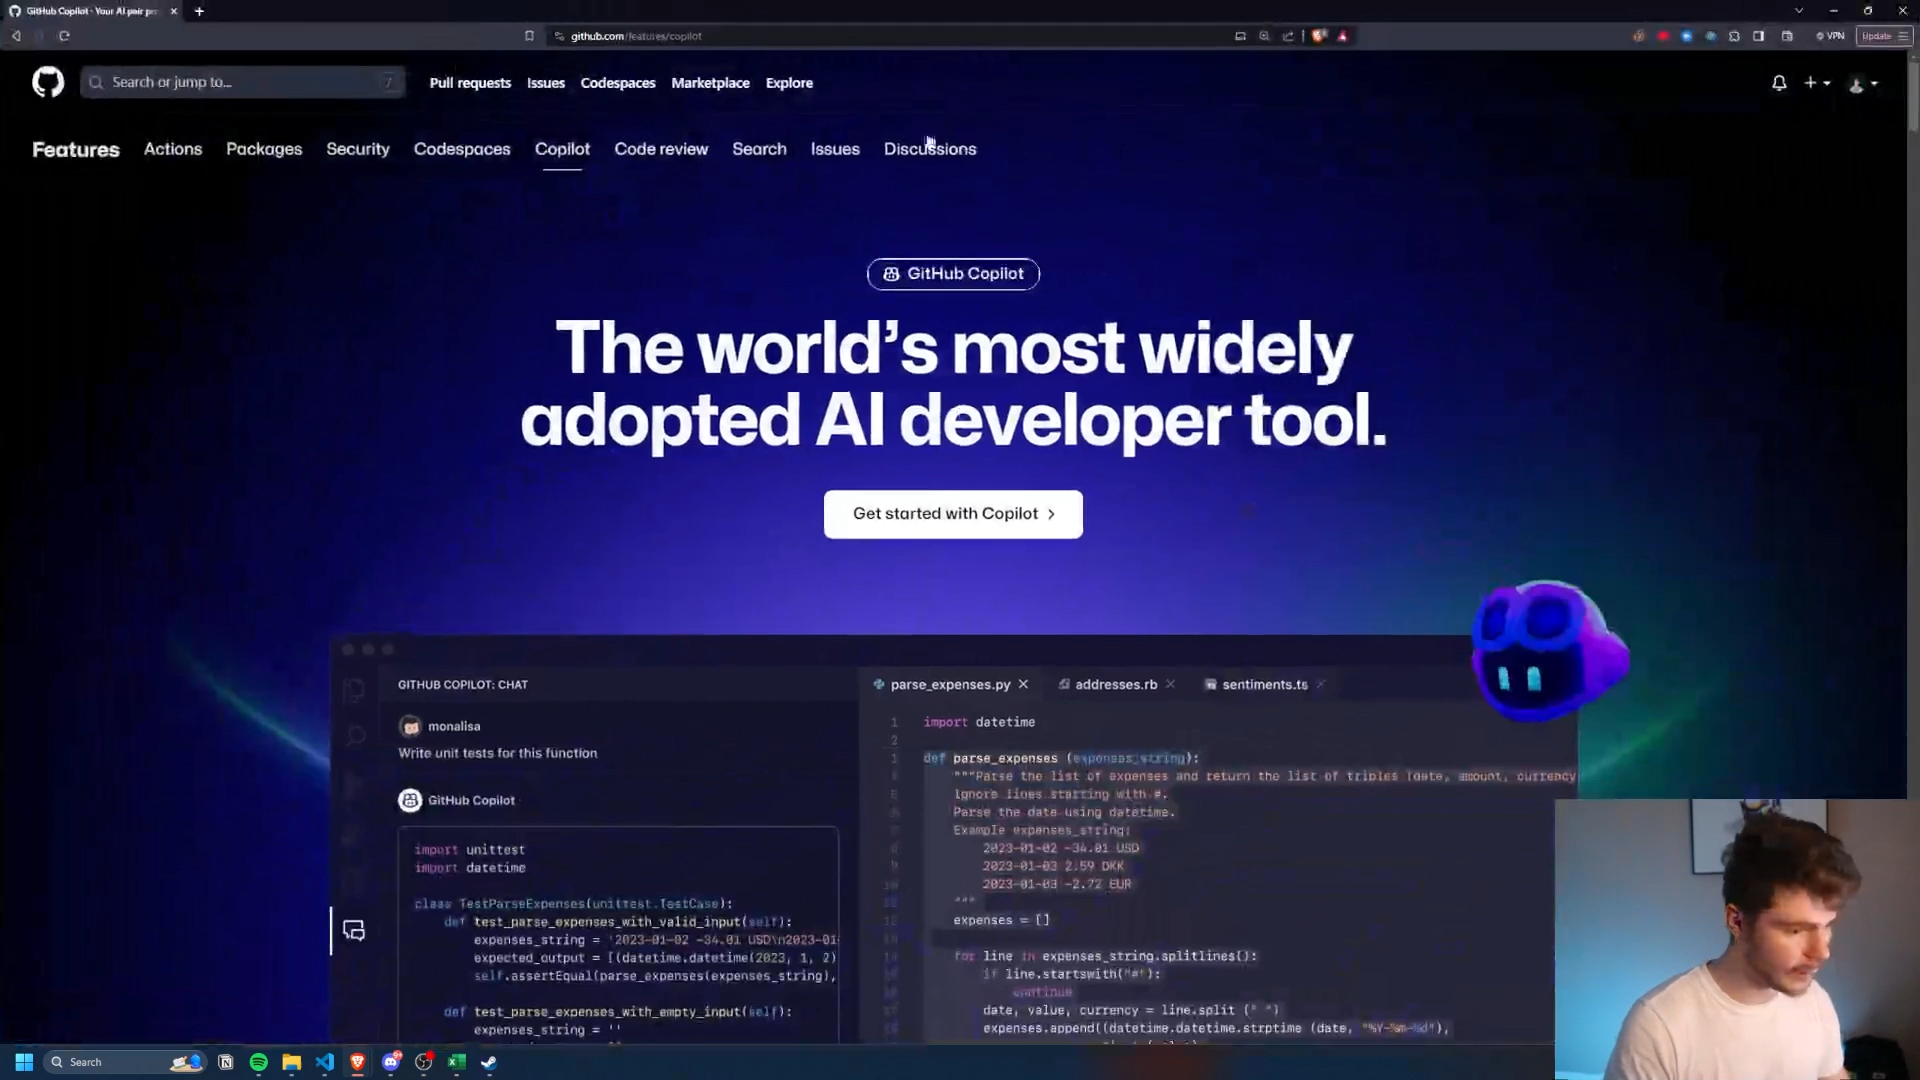 GitHub Copilot - Your AI pair pr
github.com/features/copilot
VPN
Update
Search or jump to...
/
Pull requests
Issues
Codespaces
Marketplace
Explore
Features
Actions
Packages
Security
Codespaces
Copilot
Code review
Search
Issues
Discussions
GitHub Copilot
The world's most widely
adopted AI developer tool.
Get started with Copilot
GITHUB COPILOT: CHAT
monalisa
Write unit tests for this function
GitHub Copilot
import unittest
import datetime
class TestParseExpenses(unittest.TestCase):
def test_parse_expenses_with_valid_input(self):
expenses_string = '2023-01-02 -34.01 USD\n2023-01
expected_output = [(datetime.datetime(2023, 1, 2)
self.assertEqual(parse_expenses(expenses_string),
def test_parse_expenses_with_empty_input(self):
expenses_string = ''
parse_expenses.py
addresses.rb
sentiments.ts
1 import datetime
2
def parse_expenses (expenses_string):
"""Parse the list of expenses and return the list of triples (date, amount, currency
Ignore lines starting with #.
Parse the date using datetime.
Example expenses_string:
2023-01-02 -34.01 USD
2023-01-03 2.59 DKK
2023-01-03 -2.72 EUR
"""
expenses = []
for line in expenses_string.splitlines():
if line.startswith("#"):
continue
date, value, currency = line.split (" ")
expenses.append((datetime.datetime.strptime (date, "%Y-%m-%d"),
Search